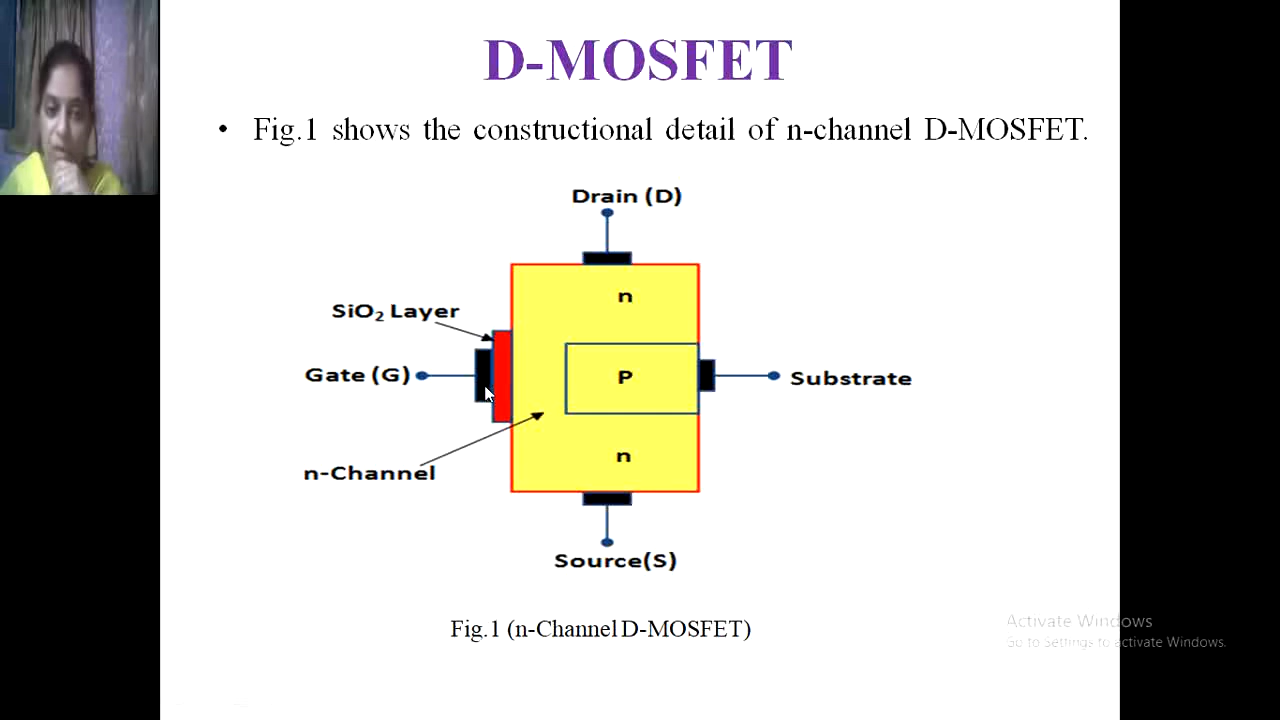 D-MOSFET
• Fig.1 shows the constructional detail of n-channel D-MOSFET.
Drain (D)
n
SiO₂ Layer
Gate (G)
P
Substrate
n-Channel
n
Source(S)
Fig.1 (n-Channel D-MOSFET)
Activate Windows
Go to Settings to activate Windows.